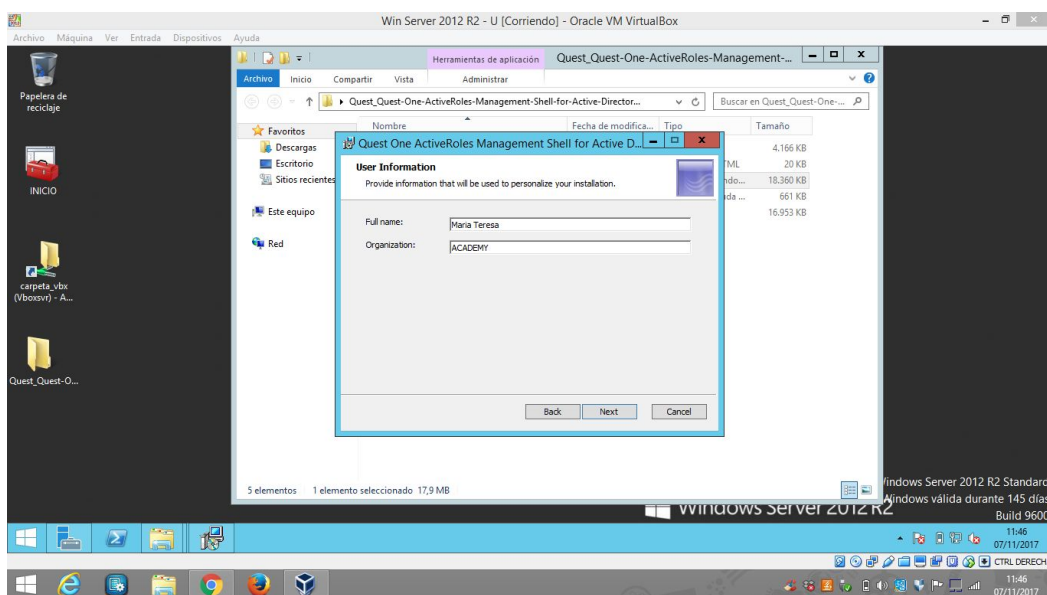 Win Server 2012 R2 - U [Corriendo] - Oracle VM VirtualBox
Archivo Máquina Ver Entrada Dispositivos Ayuda
Papelera de
reciclaje
INICIO
carpeta_vbx
(Vboxsvr) - A...
Quest_Quest-O...
Herramientas de aplicación Quest_Quest-One-ActiveRoles-Management-...
Archivo Inicio Compartir Vista Administrar
Quest_Quest-One-ActiveRoles-Management-Shell-for-Active-Director... Buscar en Quest_Quest-One-...
Nombre Fecha de modifica... Tipo Tamaño
Favoritos
Descargas
Escritorio
Sitios recientes
Este equipo
Red
4.166 KB
20 KB
18.360 KB
661 KB
16.953 KB
Quest One ActiveRoles Management Shell for Active D...
User Information
Provide information that will be used to personalize your installation.
Full name: Maria Teresa
Organization: ACADEMY
Back Next Cancel
5 elementos 1 elemento seleccionado 17,9 MB
Windows Server 2012 R2
Windows Server 2012 R2 Standard
Windows válida durante 145 días
Build 9600
11:46
07/11/2017
CTRL DERECH
11:46
07/11/2017